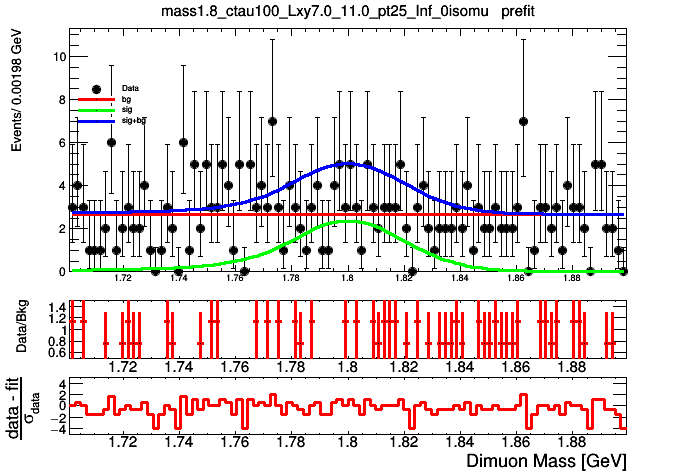 mass1.8_ctau100_Lxy7.0_11.0_pt25_Inf_0isomu prefit
Events/ 0.00198 GeV
10
8
6
4
2
0
Data
bg
sig
sig+bg
1.72 1.74 1.76 1.78 1.8 1.82 1.84 1.86 1.88
Data/Bkg
1.4
1.2
1
0.8
0.6
1.72 1.74 1.76 1.78 1.8 1.82 1.84 1.86 1.88
data - fit
σdata
4
2
0
−2
−4
1.72 1.74 1.76 1.78 1.8 1.82 1.84 1.86 1.88
Dimuon Mass [GeV]